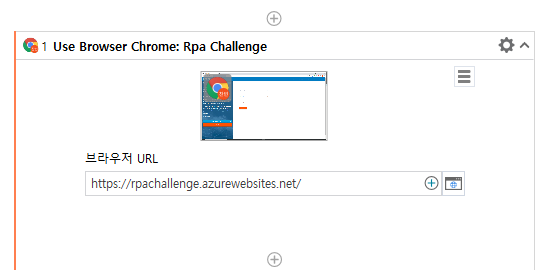 1 Use Browser Chrome: Rpa Challenge
브라우저 URL
https://rpachallenge.azurewebsites.net/